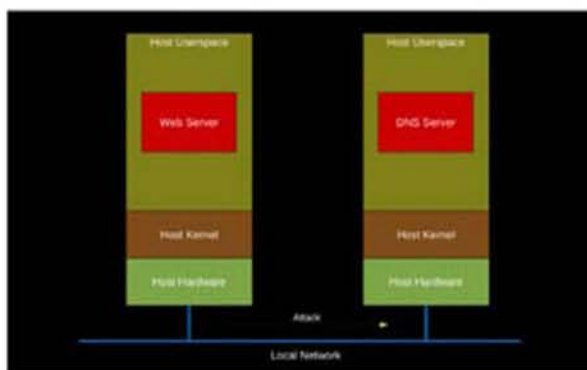 Host Userspace
Host Userspace
Web Server
DNS Server
Host Kernel
Host Kernel
Host Hardware
Host Hardware
Attack
Local Network